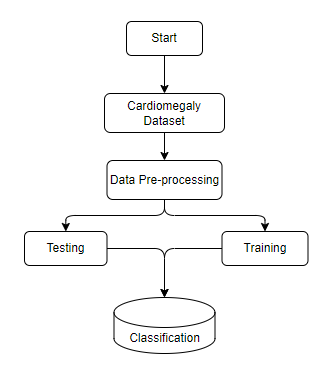 Start
Cardiomegaly
Dataset
Data Pre-processing
Testing
Training
Classification